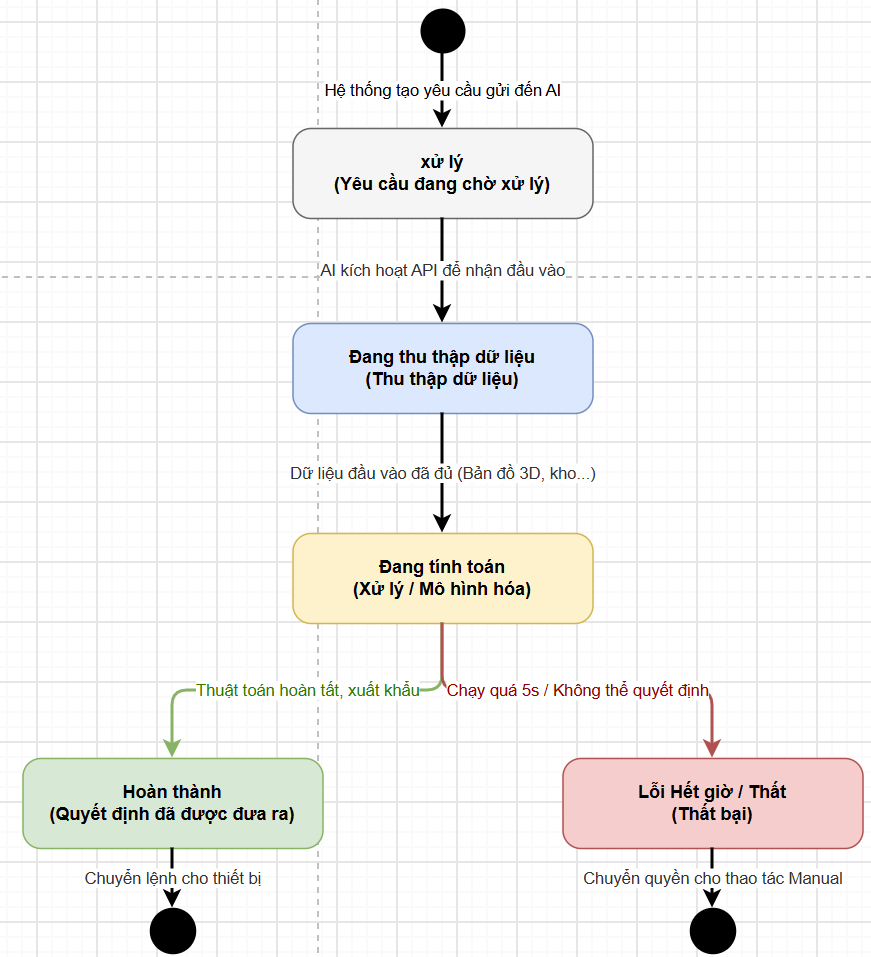 Hệ thống tạo yêu cầu gửi đến AI
xử lý
(Yêu cầu đang chờ xử lý)
AI kích hoạt API để nhận đầu vào
Đang thu thập dữ liệu
(Thu thập dữ liệu)
Dữ liệu đầu vào đã đủ (Bản đồ 3D, kho...)
Đang tính toán
(Xử lý / Mô hình hóa)
Thuật toán hoàn tất, xuất khẩu
Chạy quá 5s / Không thể quyết định
Hoàn thành
(Quyết định đã được đưa ra)
Lỗi Hết giờ / Thất
(Thất bại)
Chuyển lệnh cho thiết bị
Chuyển quyền cho thao tác Manual